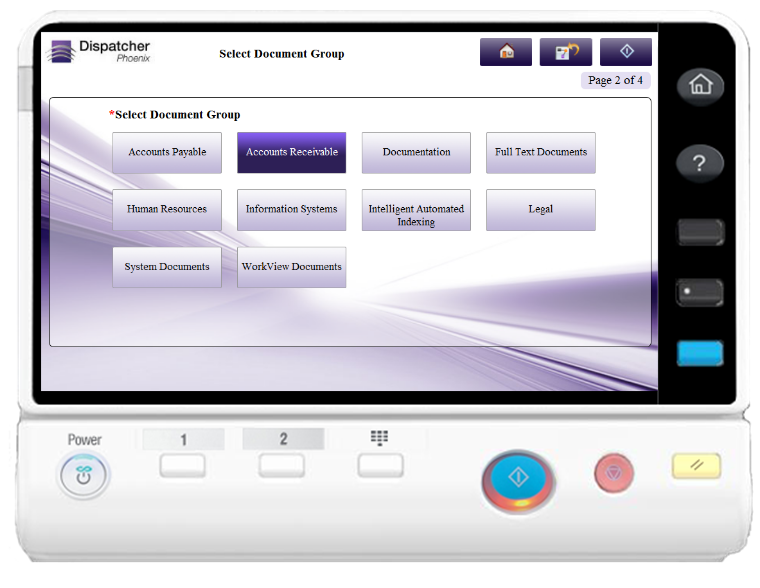 Dispatcher
Phoenix
Select Document Group
Page 2 of 4
*Select Document Group
Accounts Payable
Accounts Receivable
Documentation
Full Text Documents
Human Resources
Information Systems
Intelligent Automated
Indexing
Legal
System Documents
WorkView Documents
?
Power
1
2